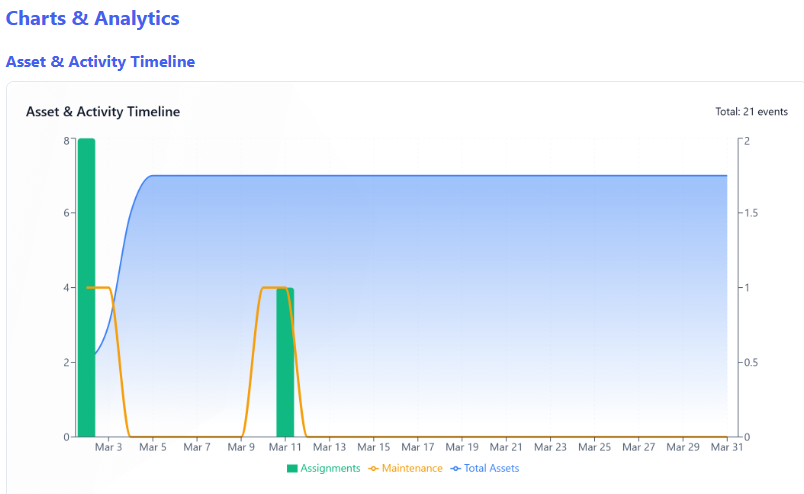 Charts & Analytics
Asset & Activity Timeline
Asset & Activity Timeline
Total: 21 events
8
6
4
2
0
2
1.5
1
0.5
0
Mar 3 Mar 5 Mar 7 Mar 9 Mar 11 Mar 13 Mar 15 Mar 17 Mar 19 Mar 21 Mar 23 Mar 25 Mar 27 Mar 29 Mar 31
Assignments Maintenance Total Assets